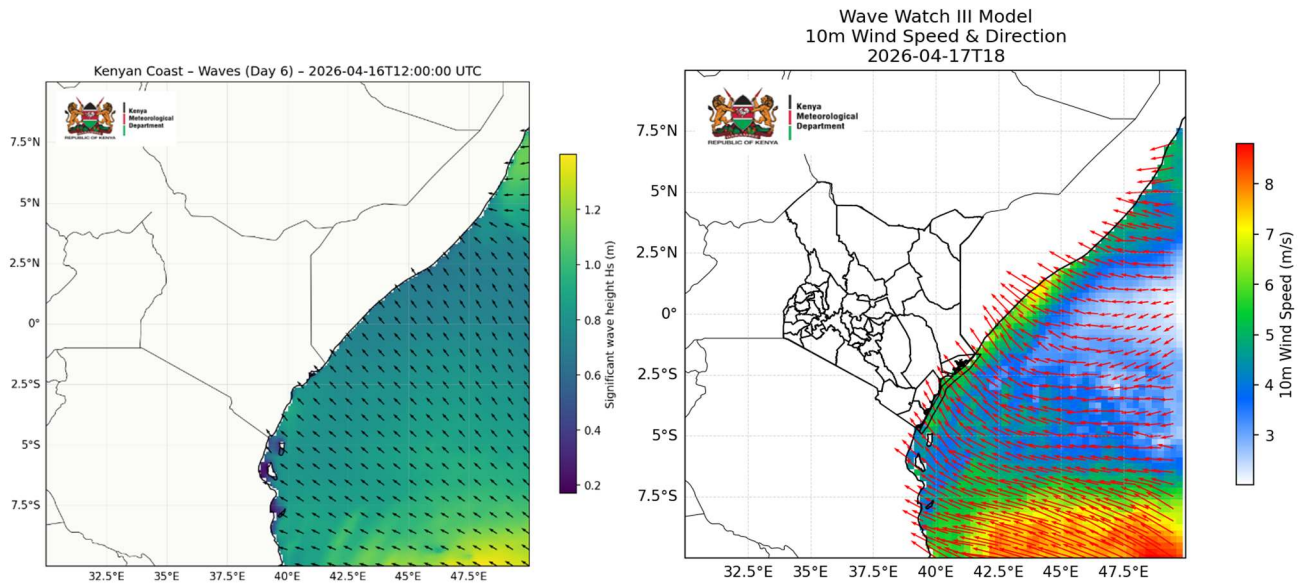 Kenyan Coast – Waves (Day 6) – 2026-04-16T12:00:00 UTC
Kenya
Meteorological
Department
REPUBLIC OF KENYA
7.5°N
5°N
2.5°N
0°
2.5°S
5°S
7.5°S
32.5°E 35°E 37.5°E 40°E 42.5°E 45°E 47.5°E
1.2
1.0
0.8
0.6
0.4
0.2
Significant wave height Hs (m)
Wave Watch III Model
10m Wind Speed & Direction
2026-04-17T18
Kenya
Meteorological
Department
REPUBLIC OF KENYA
7.5°N
5°N
2.5°N
0°
2.5°S
5°S
7.5°S
32.5°E 35°E 37.5°E 40°E 42.5°E 45°E 47.5°E
8
7
6
5
4
3
10m Wind Speed (m/s)